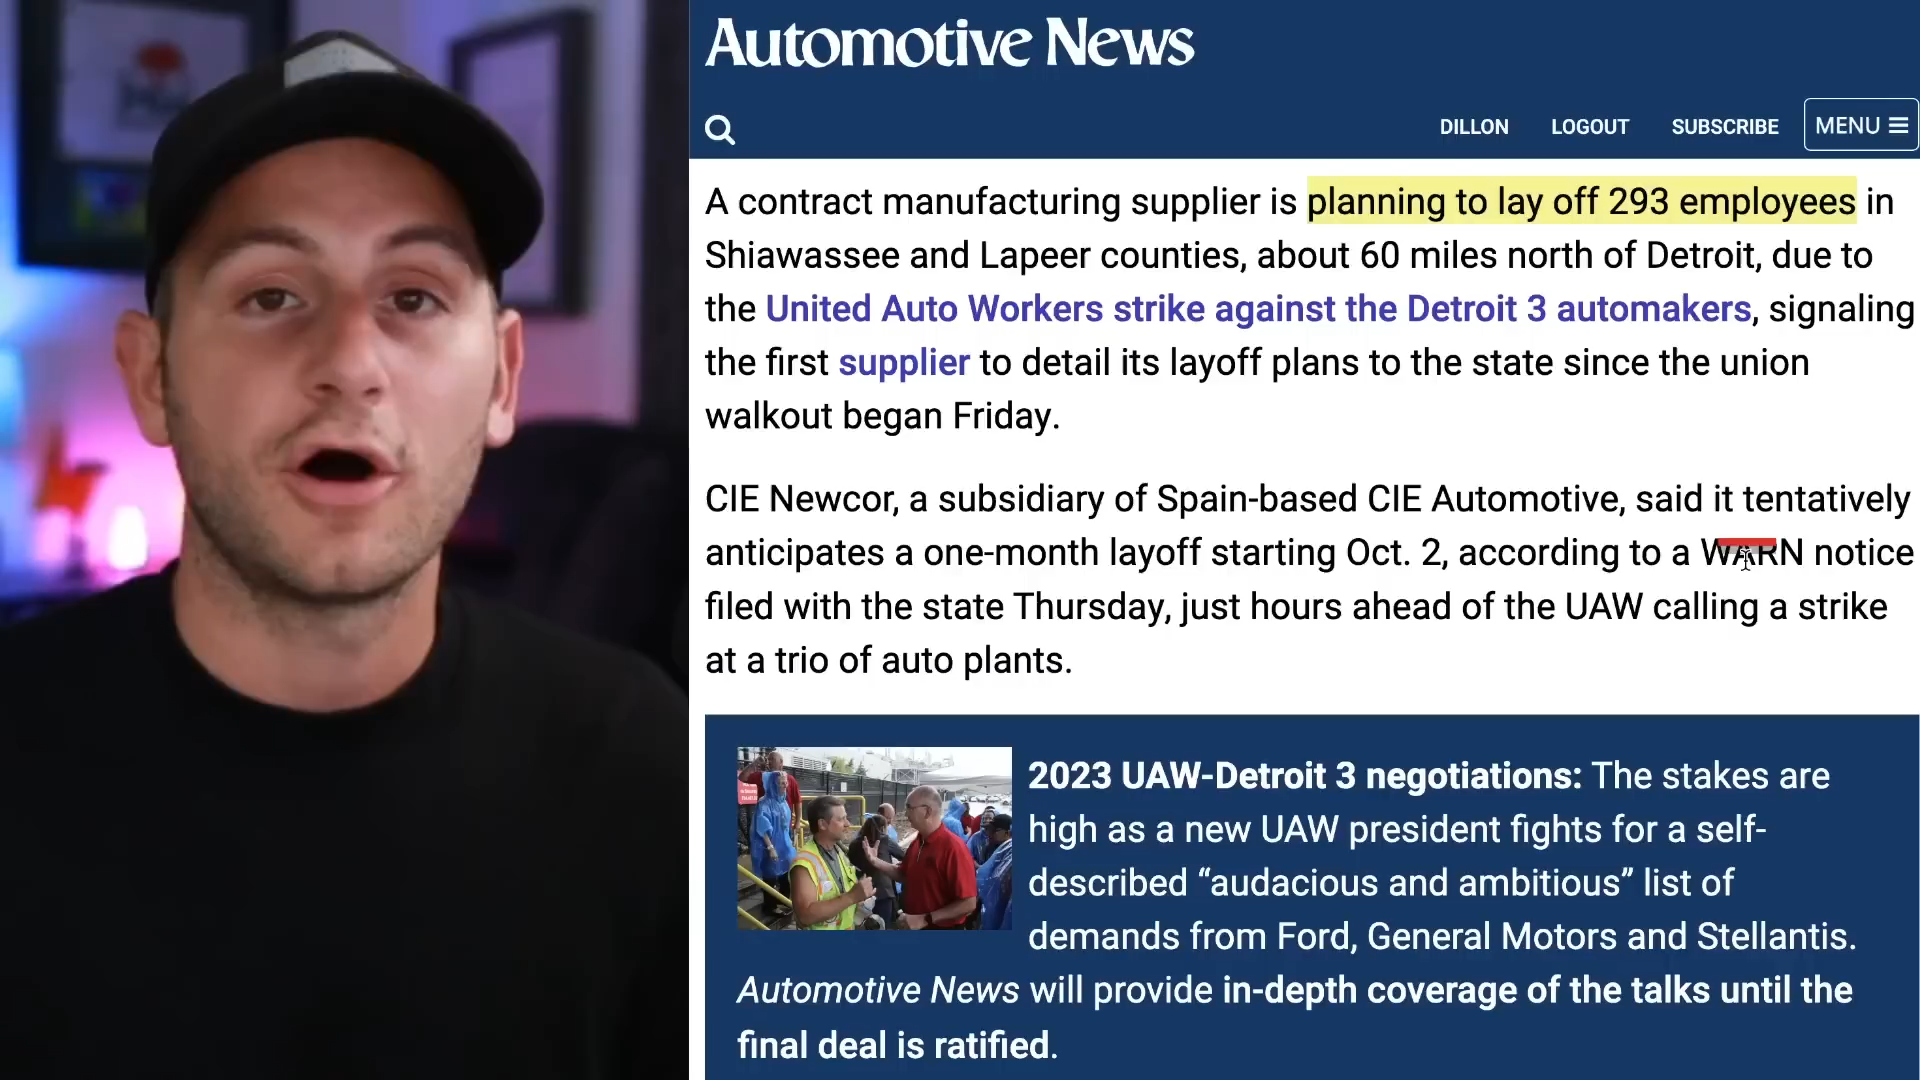 Automotive News
DILLON LOGOUT SUBSCRIBE MENU
A contract manufacturing supplier is planning to lay off 293 employees in
Shiawassee and Lapeer counties, about 60 miles north of Detroit, due to
the United Auto Workers strike against the Detroit 3 automakers, signaling
the first supplier to detail its layoff plans to the state since the union
walkout began Friday.
CIE Newcor, a subsidiary of Spain-based CIE Automotive, said it tentatively
anticipates a one-month layoff starting Oct. 2, according to a WARN notice
filed with the state Thursday, just hours ahead of the UAW calling a strike
at a trio of auto plants.
2023 UAW-Detroit 3 negotiations: The stakes are
high as a new UAW president fights for a self-
described “audacious and ambitious” list of
demands from Ford, General Motors and Stellantis.
Automotive News will provide in-depth coverage of the talks until the
final deal is ratified.